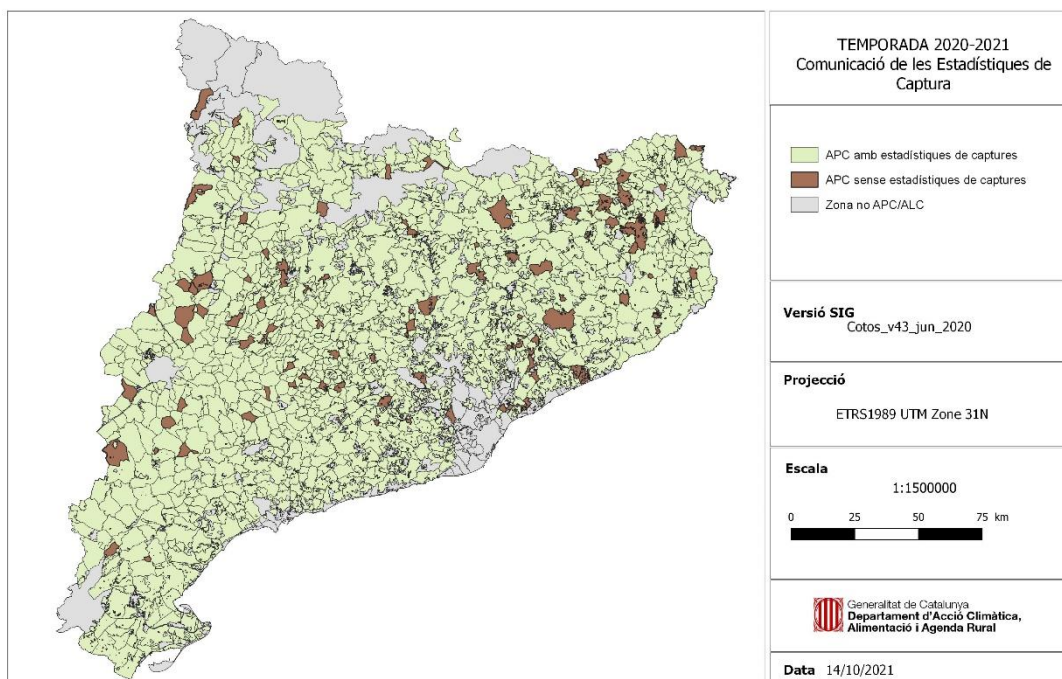 TEMPORADA 2020-2021
Comunicació de les Estadístiques de
Captura
APC amb estadístiques de captures
APC sense estadístiques de captures
Zona no APC/ALC
Versió SIG
Cotos_v43_jun_2020
Projecció
ETRS1989 UTM Zone 31N
Escala
1:1500000
0 25 50 75 km
Generalitat de Catalunya
Departament d'Acció Climàtica,
Alimentació i Agenda Rural
Data 14/10/2021